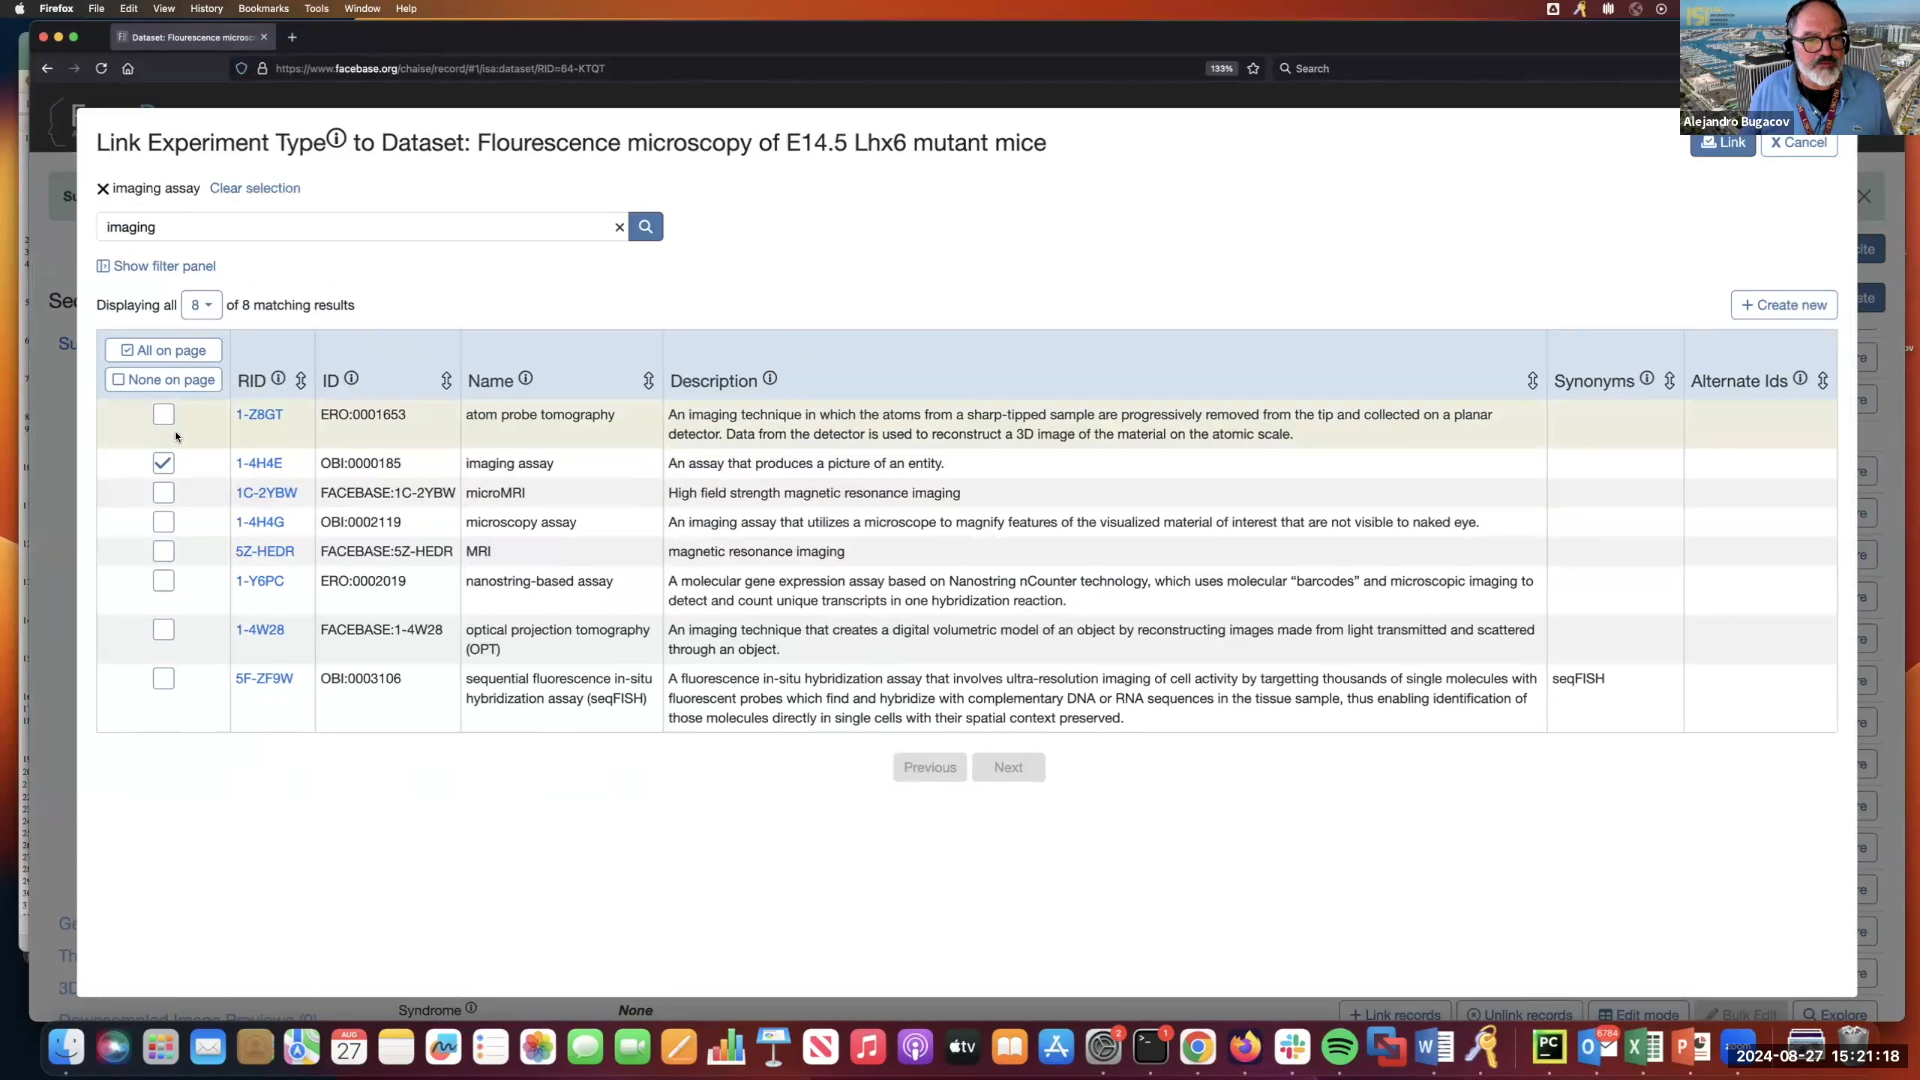 Firefox File Edit View History Bookmarks Tools Window Help
Dataset: Flourescence microsc
https://www.facebase.org/chaise/record/#1/isa:dataset/RID=64-KTQT
133%
Search
Alejandro Bugacov
Link Experiment Type to Dataset: Flourescence microscopy of E14.5 Lhx6 mutant mice
Link
X Cancel
imaging assay Clear selection
imaging
Show filter panel
Displaying all 8 of 8 matching results
+ Create new
All on page
None on page
RID ID Name Description Synonyms Alternate Ids
1-Z8GT ERO:0001653 atom probe tomography An imaging technique in which the atoms from a sharp-tipped sample are progressively removed from the tip and collected on a planar
detector. Data from the detector is used to reconstruct a 3D image of the material on the atomic scale.
1-4H4E OBI:0000185 imaging assay An assay that produces a picture of an entity.
1C-2YBW FACEBASE:1C-2YBW microMRI High field strength magnetic resonance imaging
1-4H4G OBI:0002119 microscopy assay An imaging assay that utilizes a microscope to magnify features of the visualized material of interest that are not visible to naked eye.
5Z-HEDR FACEBASE:5Z-HEDR MRI magnetic resonance imaging
1-Y6PC ERO:0002019 nanostring-based assay A molecular gene expression assay based on Nanostring nCounter technology, which uses molecular “barcodes” and microscopic imaging to
detect and count unique transcripts in one hybridization reaction.
1-4W28 FACEBASE:1-4W28 optical projection tomography An imaging technique that creates a digital volumetric model of an object by reconstructing images made from light transmitted and scattered
(OPT) through an object.
5F-ZF9W OBI:0003106 sequential fluorescence in-situ A fluorescence in-situ hybridization assay that involves ultra-resolution imaging of cell activity by targetting thousands of single molecules with seqFISH
hybridization assay (seqFISH) fluorescent probes which find and hybridize with complementary DNA or RNA sequences in the tissue sample, thus enabling identification of
those molecules directly in single cells with their spatial context preserved.
Previous Next
Syndrome None
+ Link records Unlink records Edit mode Bulk Edit Explore
AUG
27
tv
2
1
PC
6784
zoom
2024-08-27 15:21:18